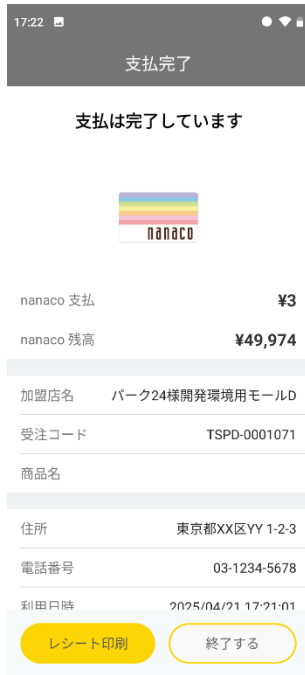 17:22
支払完了
支払は完了しています
nanaco
nanaco 支払 ¥3
nanaco 残高 ¥49,974
加盟店名 パーク24様開発環境用モールD
受注コード TSPD-0001071
商品名
住所 東京都XX区YY 1-2-3
電話番号 03-1234-5678
利用日時 2025/04/21 17:21:01
レシート印刷 終了する